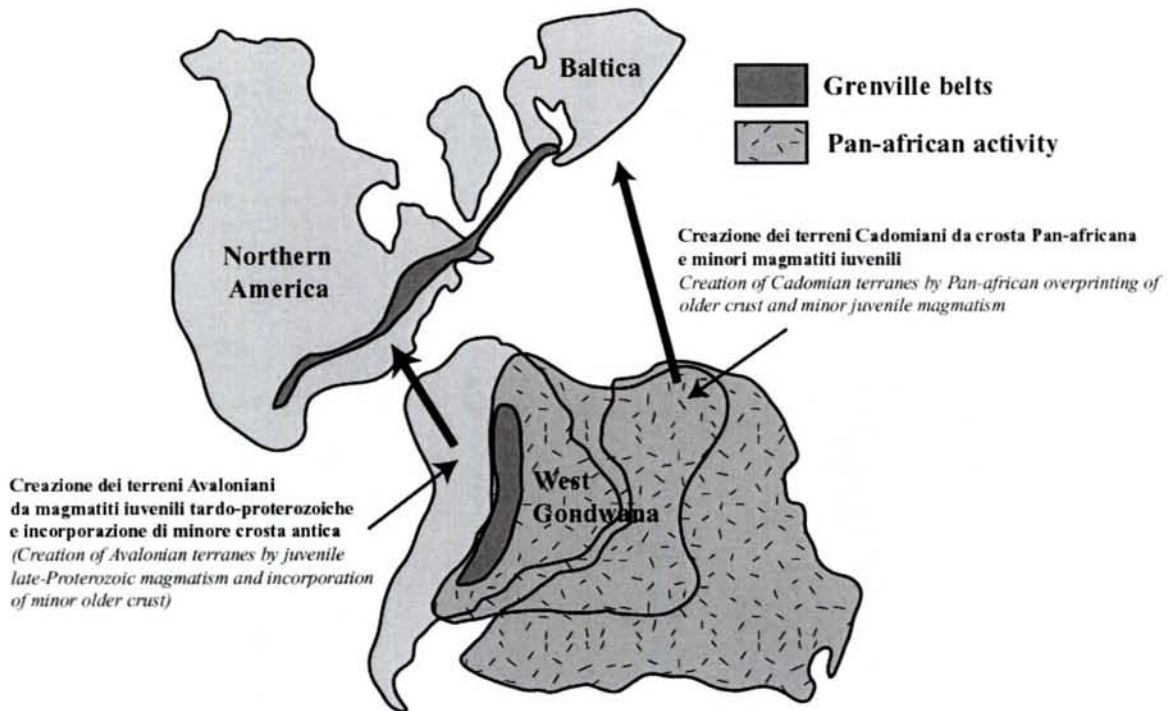 Baltica
Grenville belts
Pan-african activity
Northern
America
Creazione dei terreni Cadomiani da crosta Pan-africana
e minori magmatiti iuvenili
Creation of Cadomian terranes by Pan-african overprinting of
older crust and minor juvenile magmatism
West
Gondwana
Creazione dei terreni Avaloniani
da magmatiti iuvenili tardo-proterozoiche
e incorporazione di minore crosta antica
(Creation of Avalonian terranes by juvenile
late-Proterozoic magmatism and incorporation
of minor older crust)